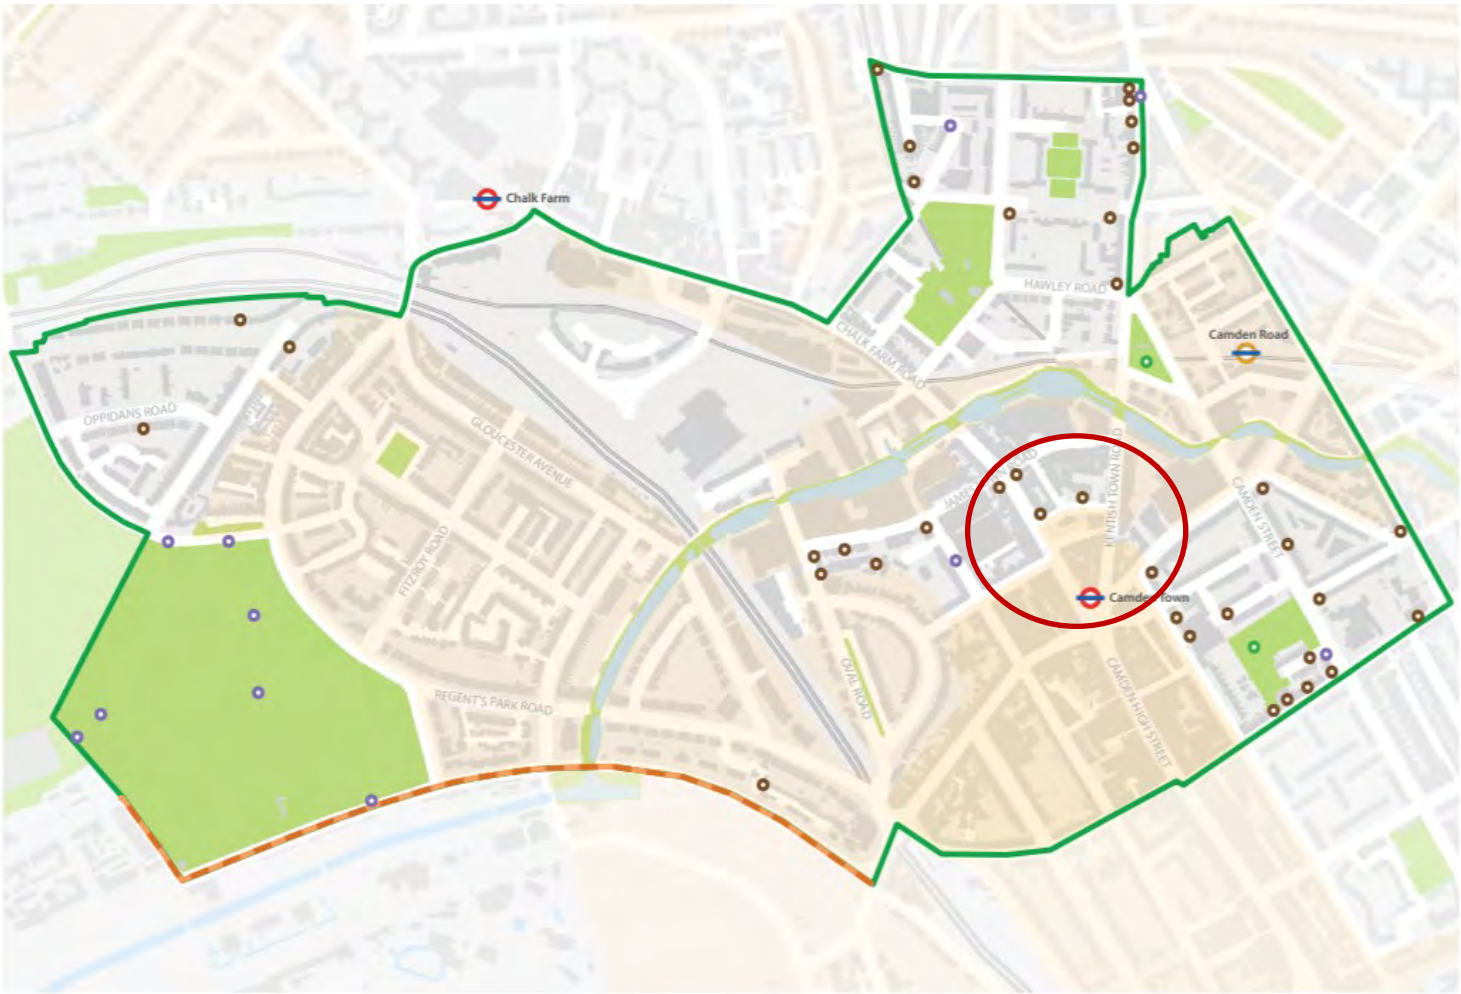 Chalk Farm
HAWLEY ROAD
Camden Road
CHALK FARM ROAD
OPPIDANS ROAD
GLOUCESTER AVENUE
KENTISH TOWN ROAD
CAMDEN STREET
FITZROY ROAD
Camden Town
OVAL ROAD
REGENT'S PARK ROAD
CAMDEN HIGH STREET